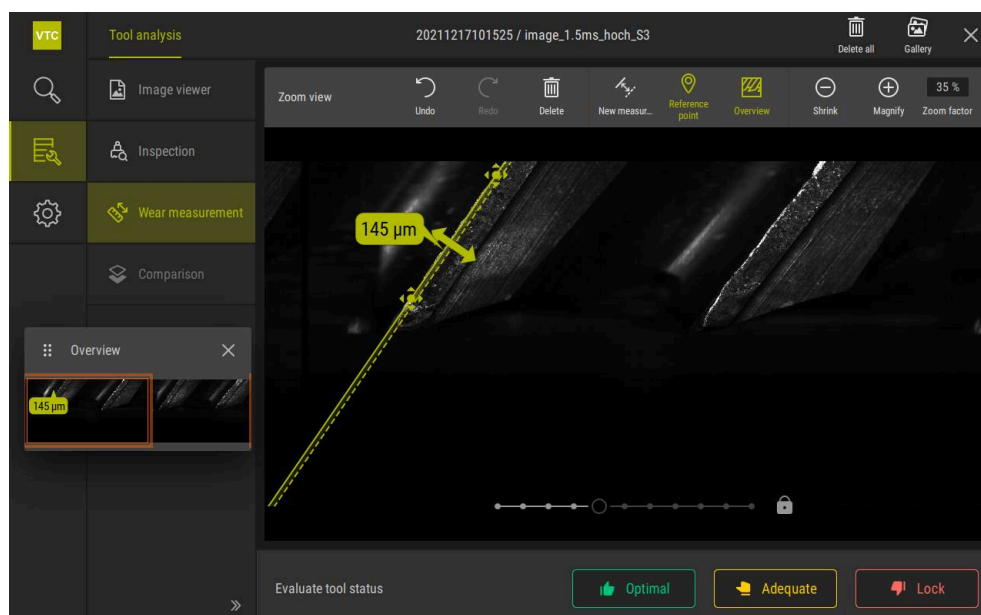 VTC
Tool analysis
20211217101525 / image_1.5ms_hoch_S3
Delete all
Gallery
Image viewer
Inspection
Wear measurement
Comparison
Zoom view
Undo
Redo
Delete
New measur...
Reference
point
Overview
Shrink
Magnify
35 %
Zoom factor
145 µm
Overview
145 µm
Evaluate tool status
Optimal
Adequate
Lock